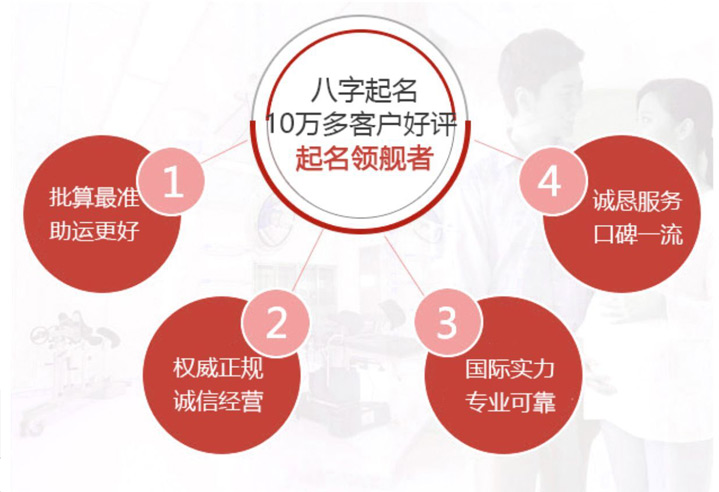 八字起名
10万多客户好评
起名领舰者
1
批算最准
助运更好
2
权威正规
诚信经营
3
国际实力
专业可靠
4
诚恳服务
口碑一流